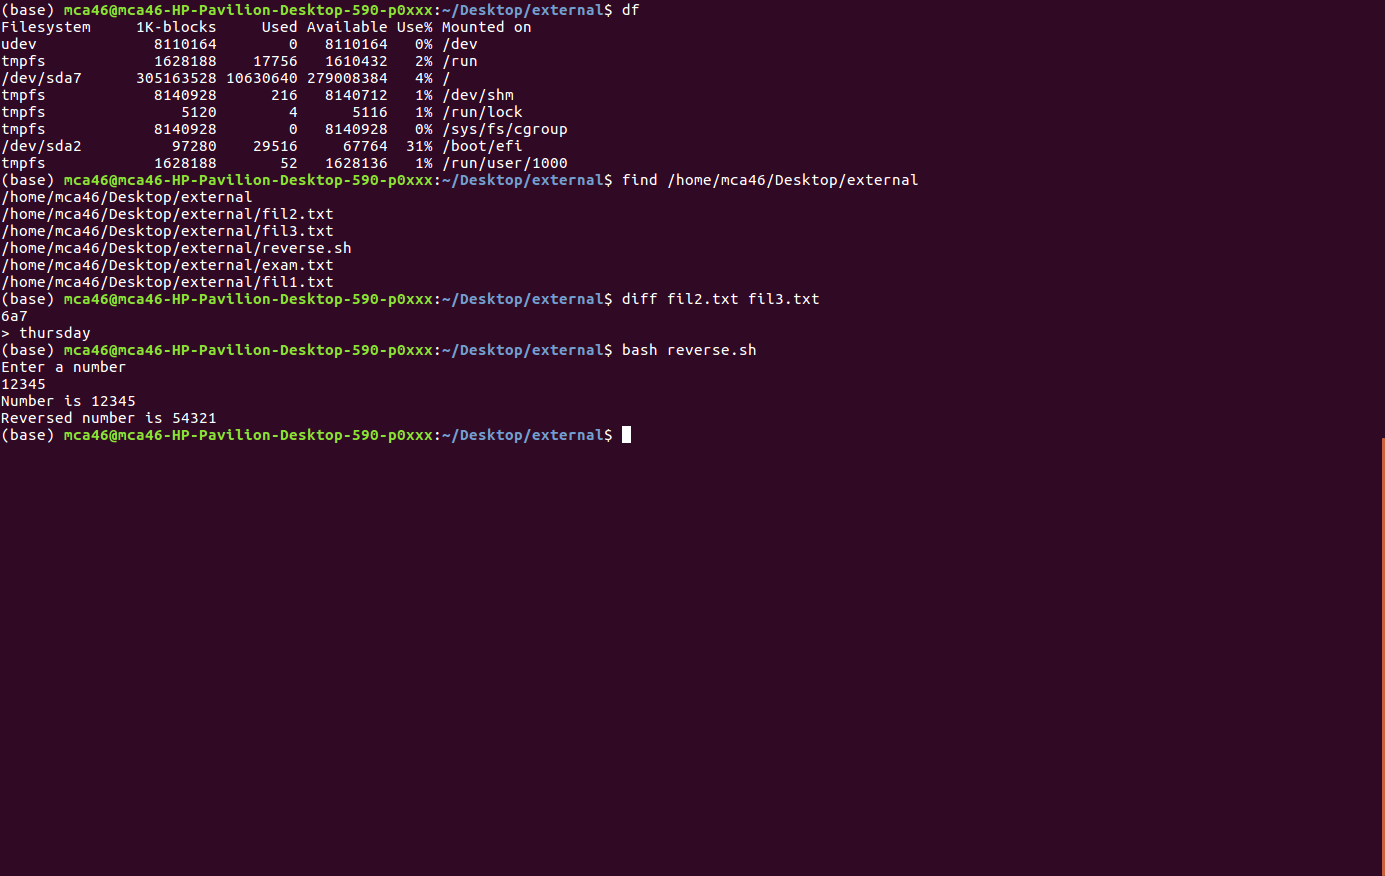 (base) mca46@mca46-HP-Pavilion-Desktop-590-p0xxx:~/Desktop/external$ df
Filesystem     1K-blocks     Used Available Use% Mounted on
udev             8110164        0   8110164   0% /dev
tmpfs            1628188    17756   1610432   2% /run
/dev/sda7      305163528 10630640 279008384   4% /
tmpfs            8140928      216   8140712   1% /dev/shm
tmpfs               5120        4      5116   1% /run/lock
tmpfs            8140928        0   8140928   0% /sys/fs/cgroup
/dev/sda2          97280    29516     67764  31% /boot/efi
tmpfs            1628188       52   1628136   1% /run/user/1000
(base) mca46@mca46-HP-Pavilion-Desktop-590-p0xxx:~/Desktop/external$ find /home/mca46/Desktop/external
/home/mca46/Desktop/external
/home/mca46/Desktop/external/fil2.txt
/home/mca46/Desktop/external/fil3.txt
/home/mca46/Desktop/external/reverse.sh
/home/mca46/Desktop/external/exam.txt
/home/mca46/Desktop/external/fil1.txt
(base) mca46@mca46-HP-Pavilion-Desktop-590-p0xxx:~/Desktop/external$ diff fil2.txt fil3.txt
6a7
> thursday
(base) mca46@mca46-HP-Pavilion-Desktop-590-p0xxx:~/Desktop/external$ bash reverse.sh
Enter a number
12345
Number is 12345
Reversed number is 54321
(base) mca46@mca46-HP-Pavilion-Desktop-590-p0xxx:~/Desktop/external$